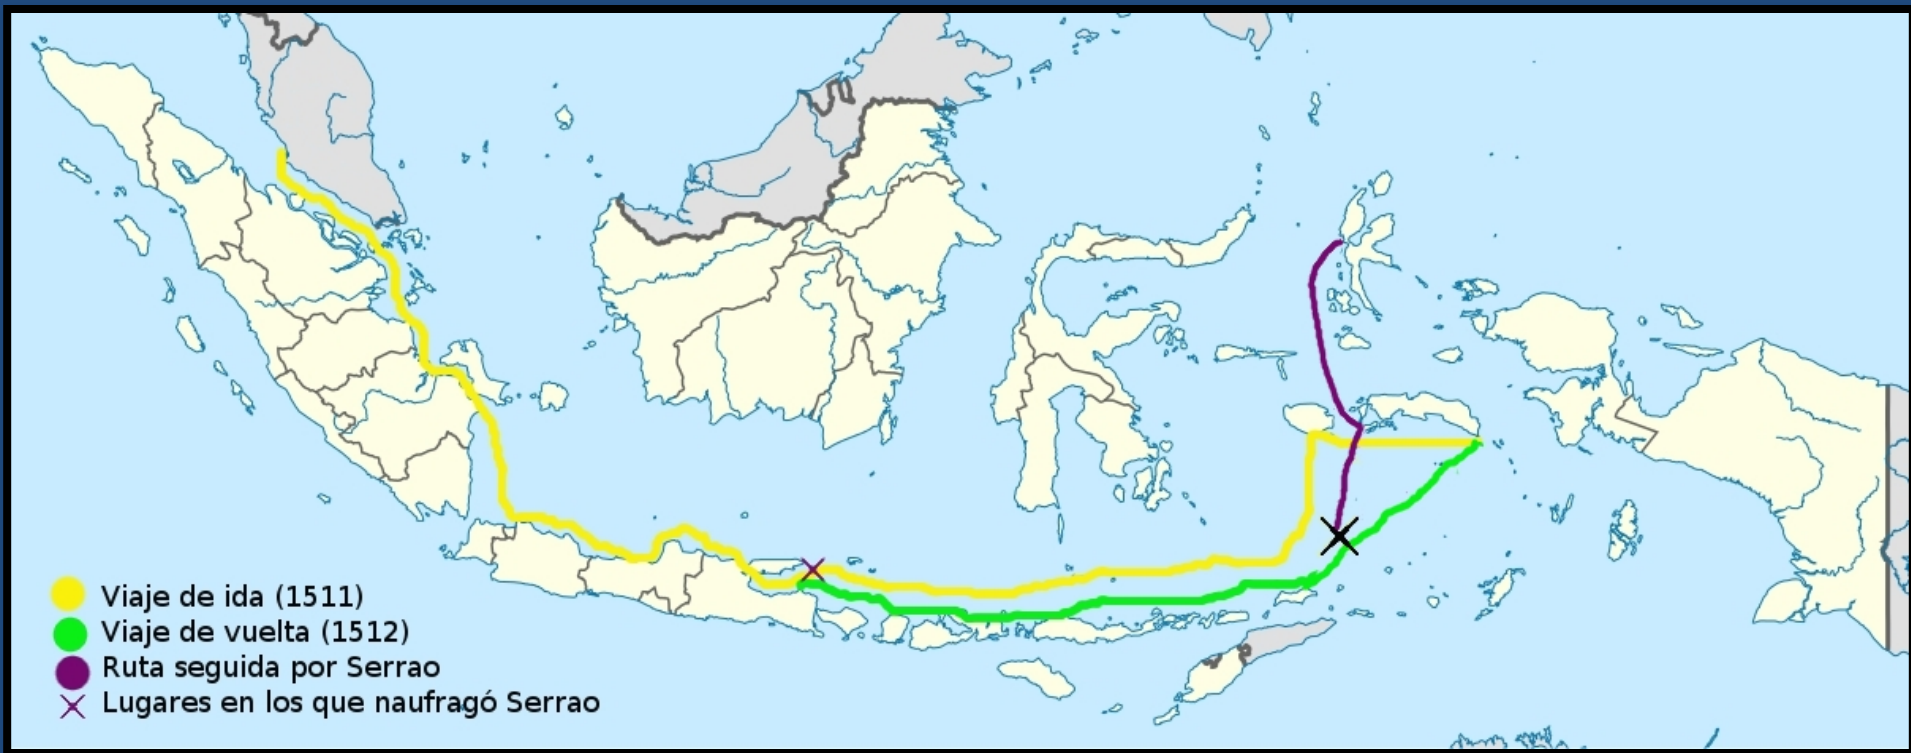 Viaje de ida (1511)
Viaje de vuelta (1512)
Ruta seguida por Serrao
Lugares en los que naufragó Serrao